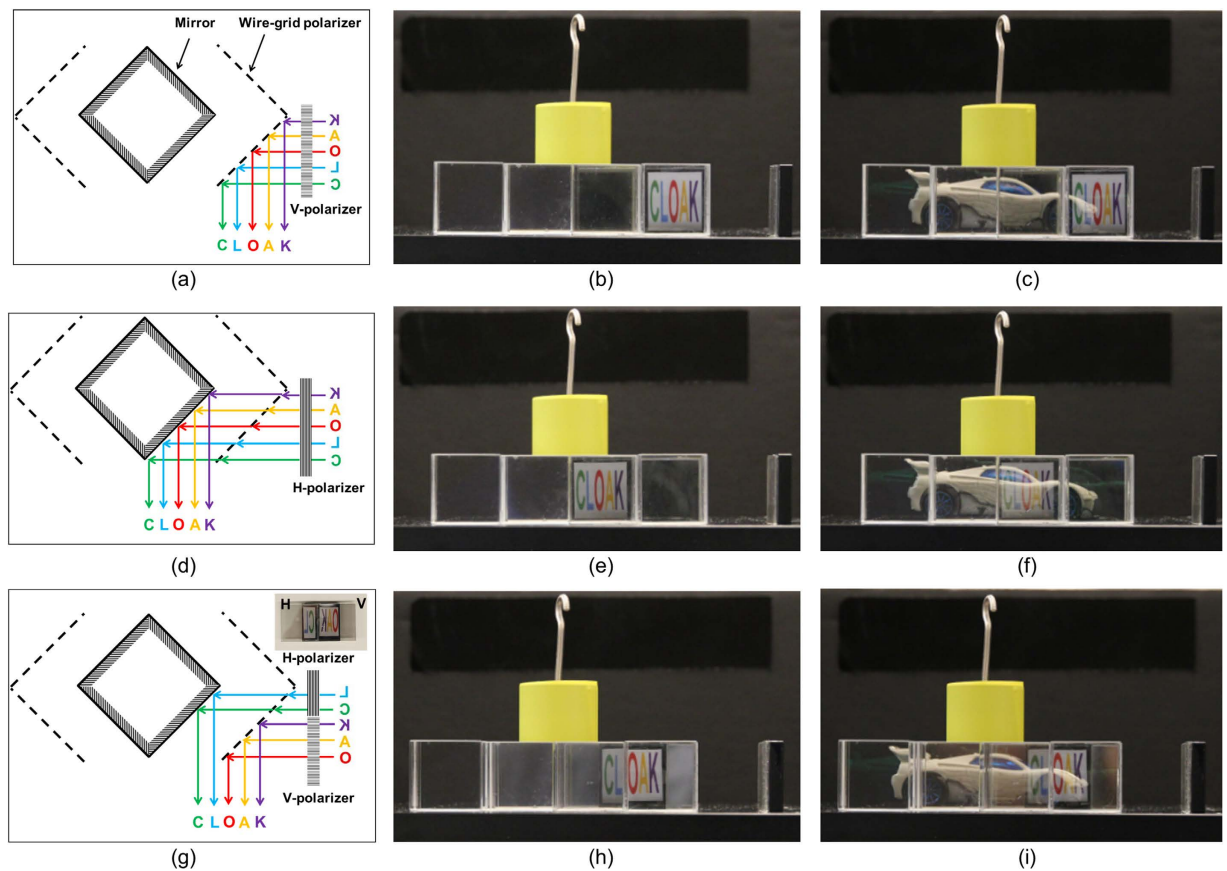 Mirror
Wire-grid polarizer
K
A
O
L
C
V-polarizer
C L O A K
(a)
CLOAK
(b)
CLOAK
(c)
K
A
O
L
C
H-polarizer
C L O A K
(d)
CLOAK
(e)
CLOAK
(f)
H V
H-polarizer
L
C
K
A
O
V-polarizer
C L O A K
(g)
CLOAK
(h)
CLOAK
(i)